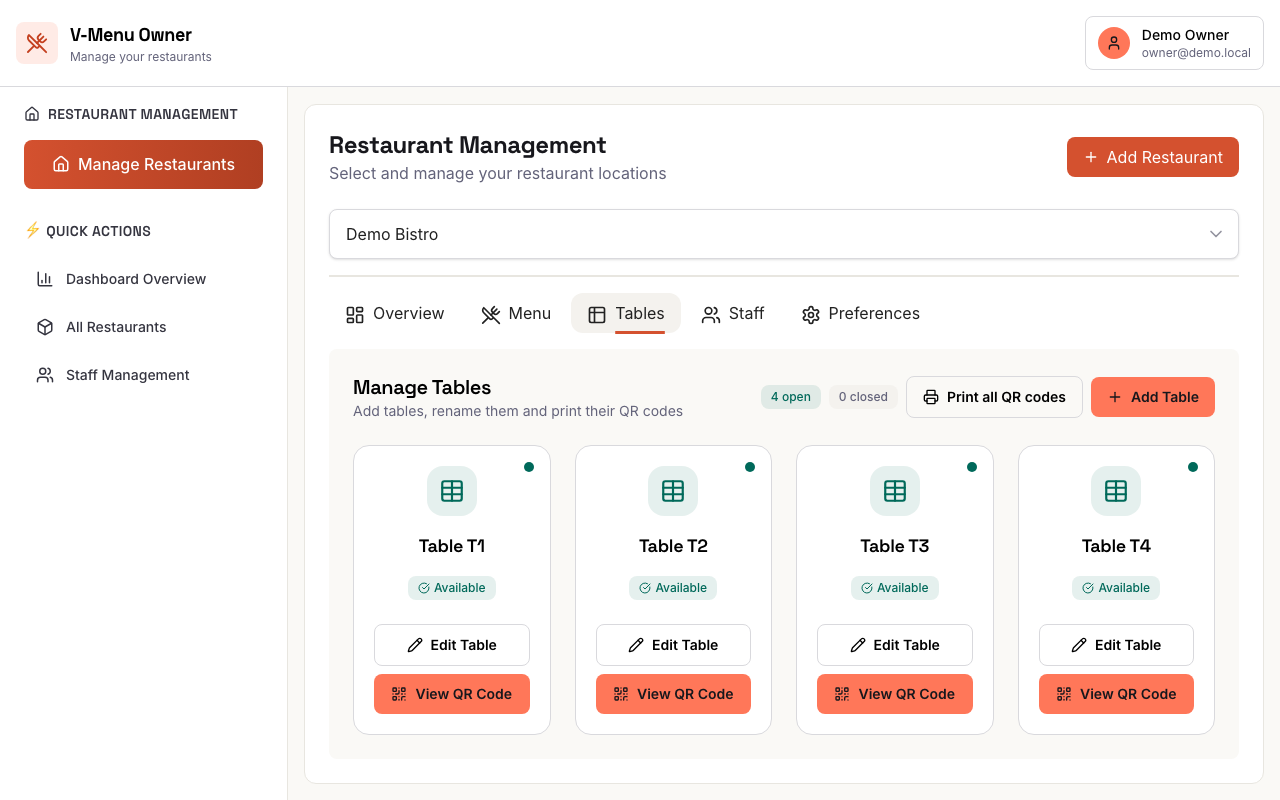 V-Menu Owner
Manage your restaurants
Demo Owner
owner@demo.local
RESTAURANT MANAGEMENT
Manage Restaurants
QUICK ACTIONS
Dashboard Overview
All Restaurants
Staff Management
Restaurant Management
Select and manage your restaurant locations
Add Restaurant
Demo Bistro
Overview
Menu
Tables
Staff
Preferences
Manage Tables
Add tables, rename them and print their QR codes
4 open
0 closed
Print all QR codes
Add Table
Table T1
Available
Edit Table
View QR Code
Table T2
Available
Edit Table
View QR Code
Table T3
Available
Edit Table
View QR Code
Table T4
Available
Edit Table
View QR Code